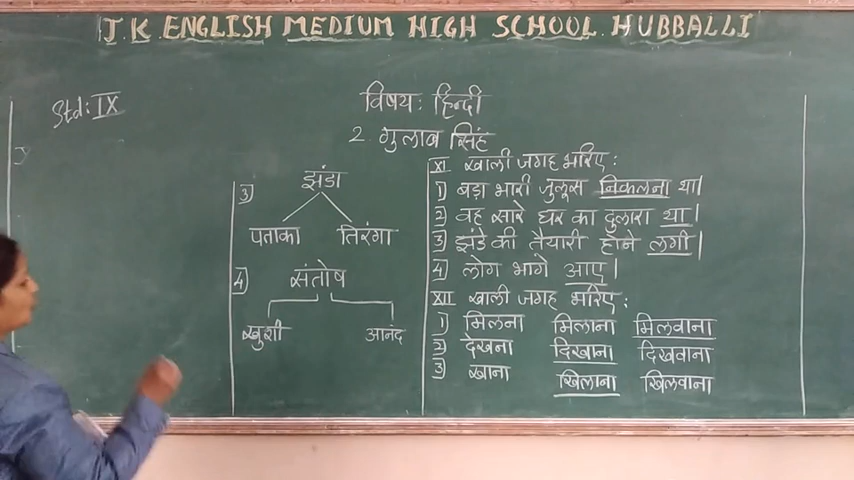 J.K. ENGLISH MEDIUM HIGH SCHOOL HUBBALLI
Std: IX
विषय: हिन्दी
2. गुलाब सिंह
3) झंडा
पताका तिरंगा
4) संतोष
खुशी आनंद
XI खाली जगह भरिए:
1) बड़ा भारी जुलूस निकलना था।
2) वह सारे घर का दुलारा था।
3) झंडे की तैयारी होने लगी।
4) लोग भागे आए।
XII खाली जगह भरिए:
1) मिलना मिलाना मिलवाना
2) देखना दिखाना दिखवाना
3) खाना खिलाना खिलवाना